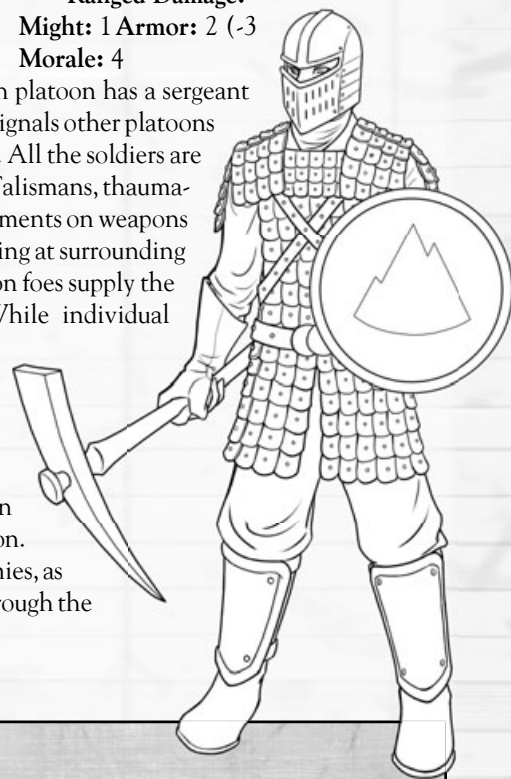 Ranged Damage:
Might: 1 Armor: 2 (-3
Morale: 4
platoon has a sergeant
ignals other platoons
. All the soldiers are
alismans, thauma-
ments on weapons
ing at surrounding
on foes supply the
While individual
n
on.
nies, as
rough the